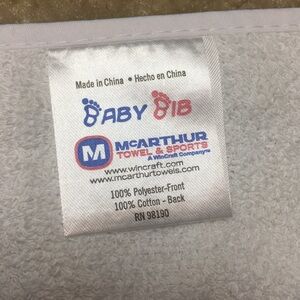 Made in China • Hecho en China
BABY BIB
M McARTHUR
TOWEL & SPORTS
A WinCraft Company™
www.wincraft.com
www.mcarthurtowels.com
100% Polyester-Front
100% Cotton - Back
RN 98190